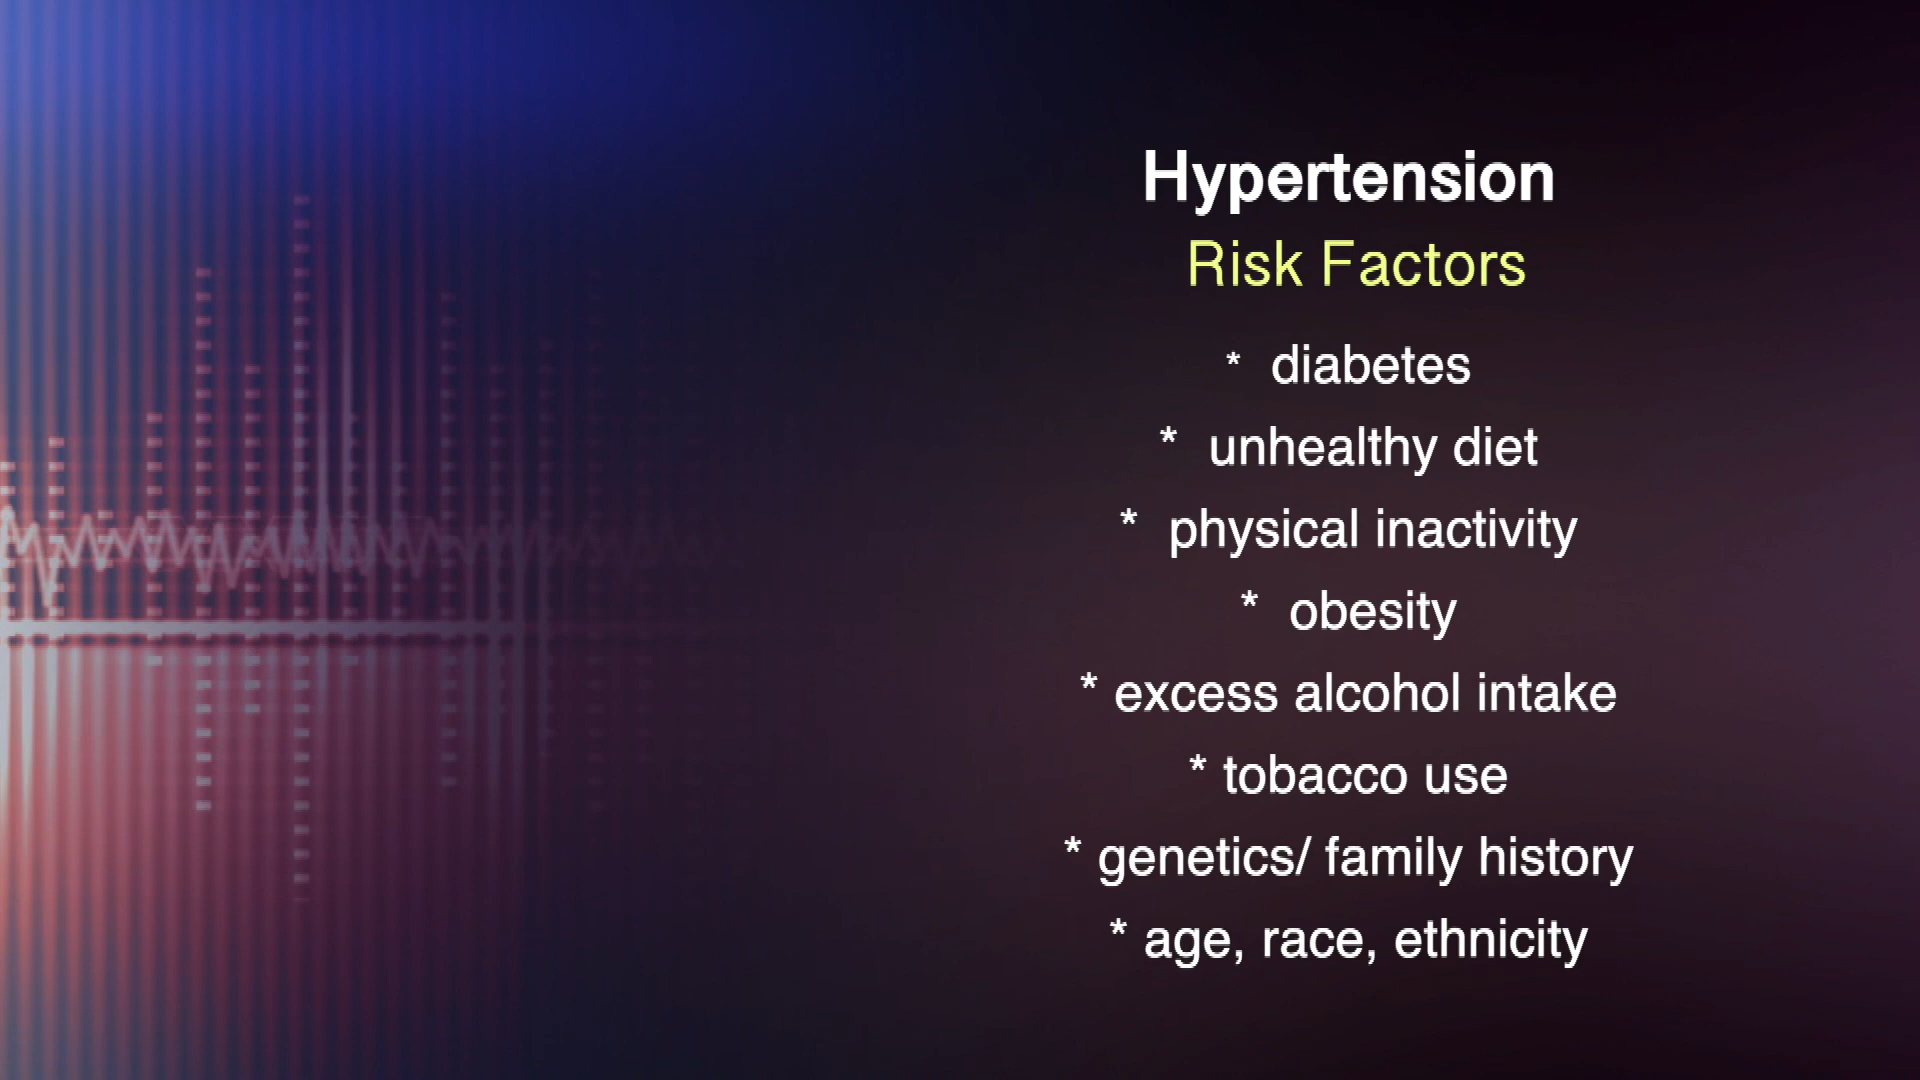 Hypertension
Risk Factors
* diabetes
* unhealthy diet
* physical inactivity
* obesity
* excess alcohol intake
* tobacco use
* genetics/ family history
* age, race, ethnicity